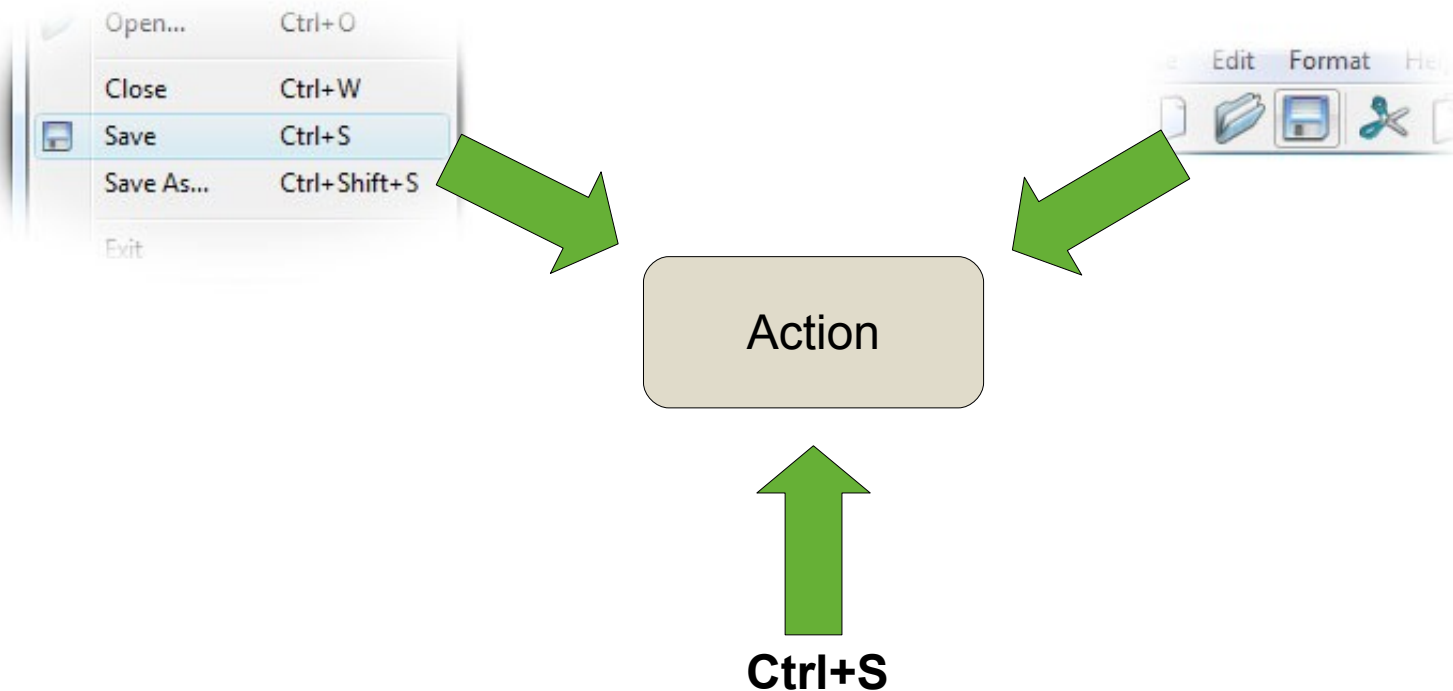 Open... Ctrl+O
Close Ctrl+W
Save Ctrl+S
Save As... Ctrl+Shift+S
Exit
Edit Format
Action
Ctrl+S